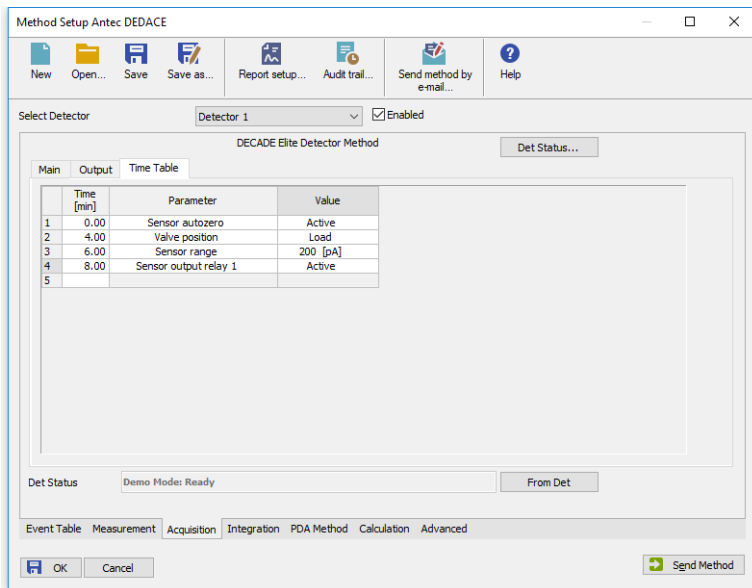 Method Setup Antec DEDACE
New Open... Save Save as... Report setup... Audit trail... Send method by e-mail... Help
Select Detector Detector 1 Enabled
DECADE Elite Detector Method Det Status...
Main Output Time Table
Time [min] Parameter Value
1 0.00 Sensor autozero Active
2 4.00 Valve position Load
3 6.00 Sensor range 200 [pA]
4 8.00 Sensor output relay 1 Active
5
Det Status Demo Mode: Ready From Det
Event Table Measurement Acquisition Integration PDA Method Calculation Advanced
OK Cancel Send Method